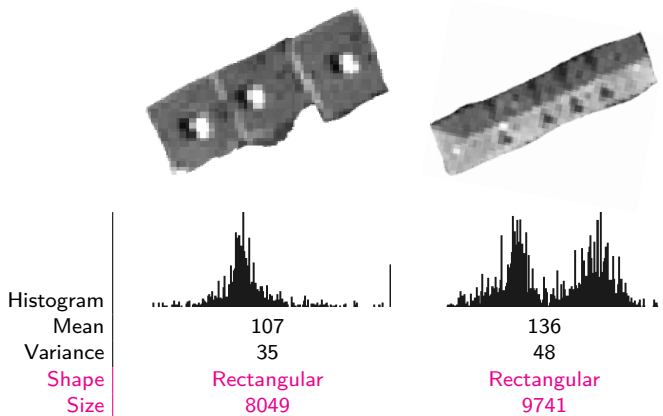 Histogram
Mean 107 136
Variance 35 48
Shape Rectangular Rectangular
Size 8049 9741